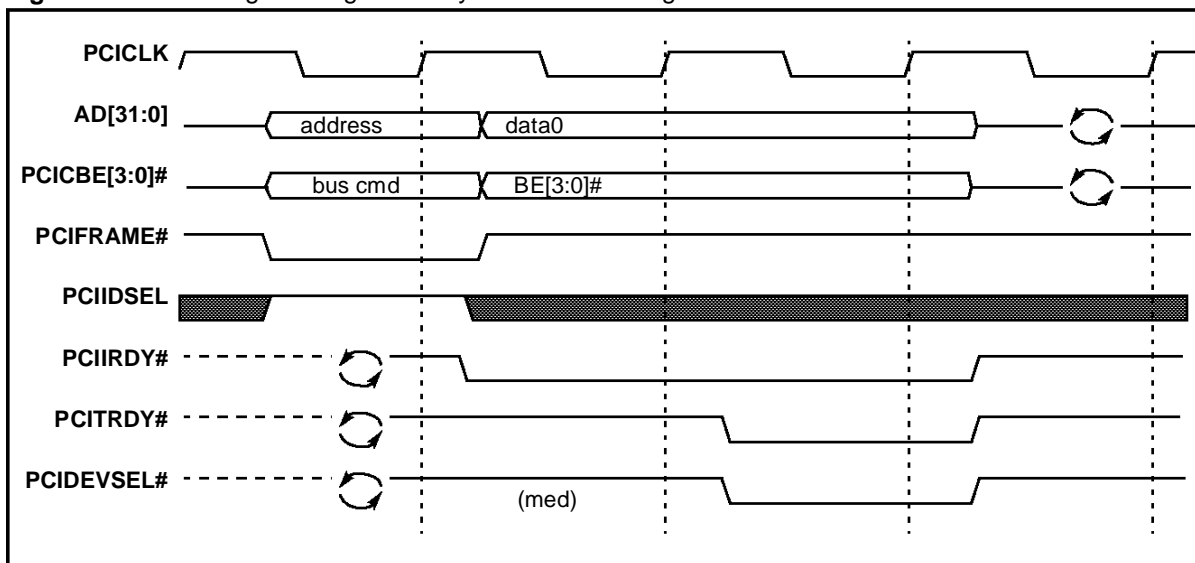 PCICLK
AD[31:0] address data0
PCICBE[3:0]# bus cmd BE[3:0]#
PCIFRAME#
PCIIDSEL
PCIIRDY#
PCITRDY#
PCIDEVSEL# (med)